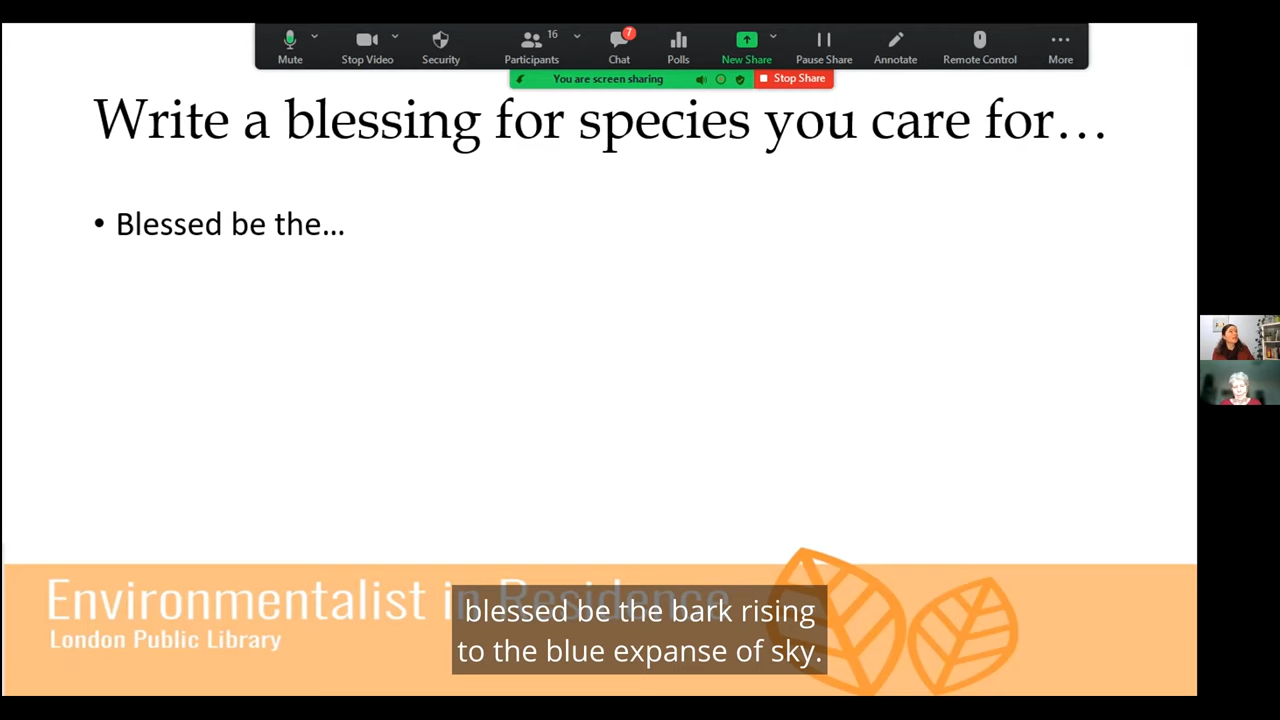 16
7
Mute
Stop Video
Security
Participants
Chat
Polls
New Share
Pause Share
Annotate
Remote Control
More
You are screen sharing
Stop Share
Write a blessing for species you care for…
• Blessed be the…
Environmentalist in Residence
London Public Library
blessed be the bark rising
to the blue expanse of sky.